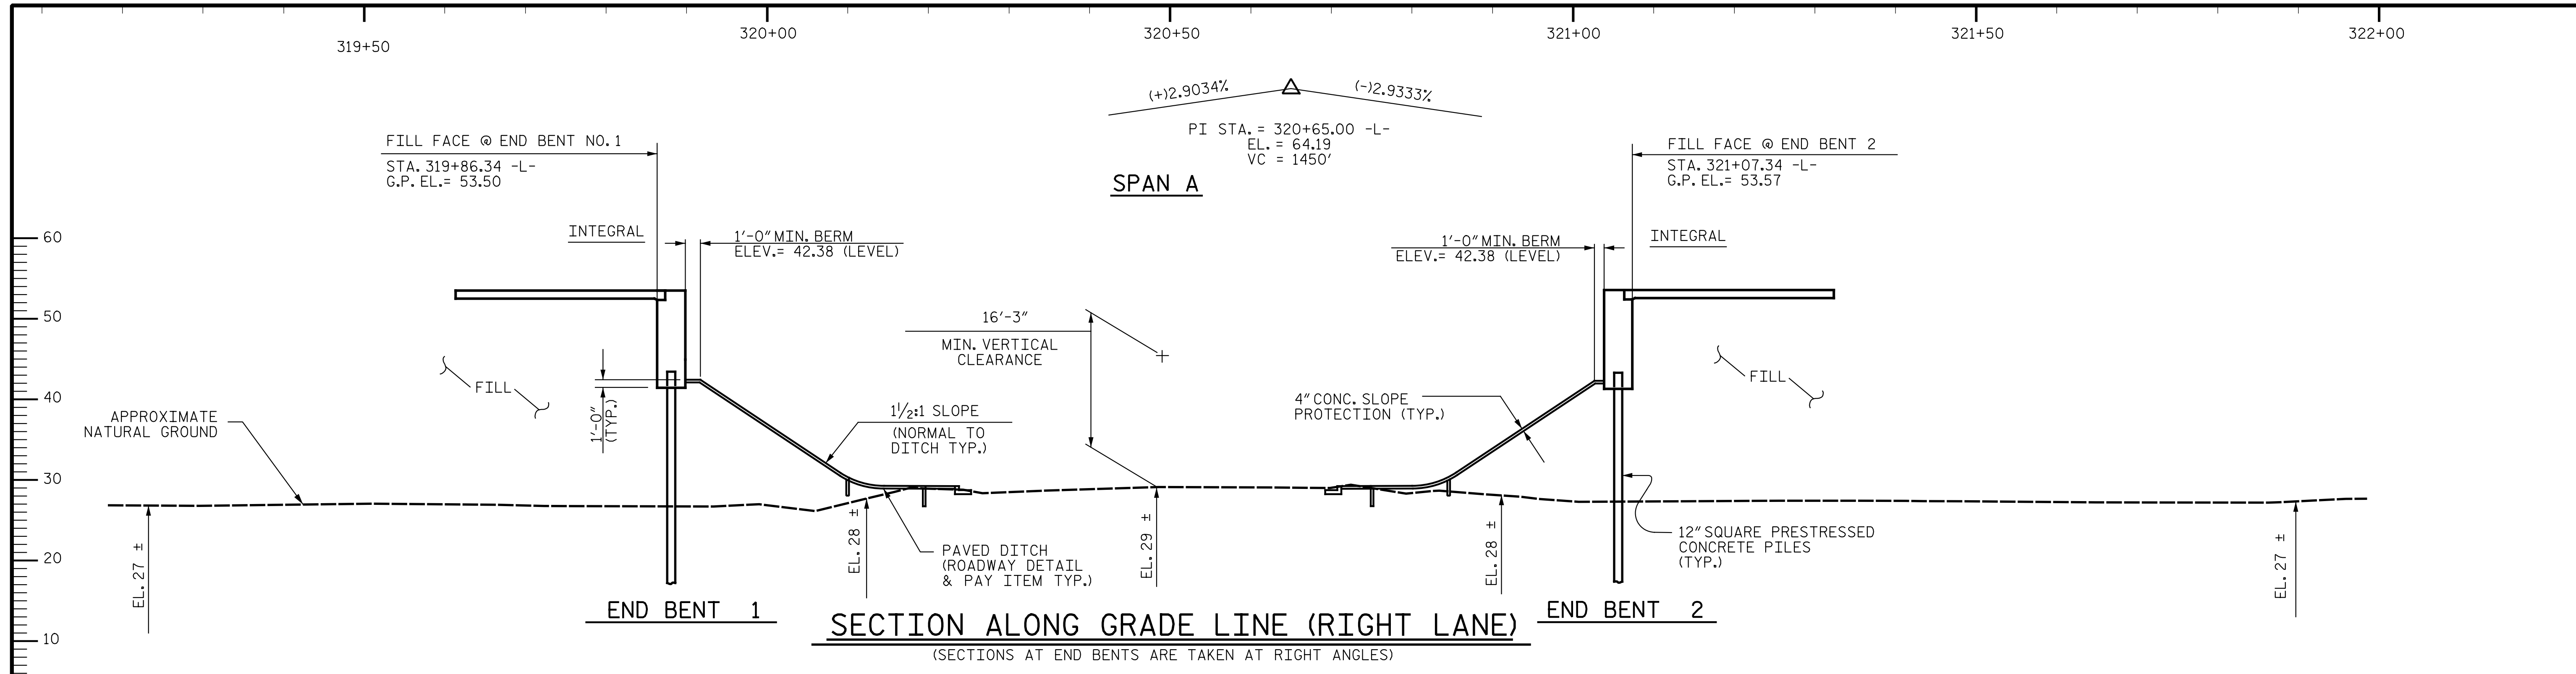 319+50
320+00
320+50
321+00
321+50
322+00
(+)2.9034%
(-)2.9333%
PI STA. = 320+65.00 -L-
EL. = 64.19
VC = 1450'
SPAN A
FILL FACE @ END BENT NO. 1
STA. 319+86.34 -L-
G.P. EL.= 53.50
FILL FACE @ END BENT 2
STA. 321+07.34 -L-
G.P. EL.= 53.57
INTEGRAL
1'-0" MIN. BERM
ELEV.= 42.38 (LEVEL)
1'-0" MIN. BERM
ELEV.= 42.38 (LEVEL)
INTEGRAL
60
50
40
30
20
10
16'-3"
MIN. VERTICAL
CLEARANCE
FILL
FILL
1'-0"
(TYP.)
APPROXIMATE
NATURAL GROUND
1½:1 SLOPE
(NORMAL TO
DITCH TYP.)
4" CONC. SLOPE
PROTECTION (TYP.)
EL. 27 ±
EL. 28 ±
EL. 29 ±
EL. 28 ±
EL. 27 ±
PAVED DITCH
(ROADWAY DETAIL
& PAY ITEM TYP.)
12" SQUARE PRESTRESSED
CONCRETE PILES
(TYP.)
END BENT 1
SECTION ALONG GRADE LINE (RIGHT LANE)
END BENT 2
(SECTIONS AT END BENTS ARE TAKEN AT RIGHT ANGLES)